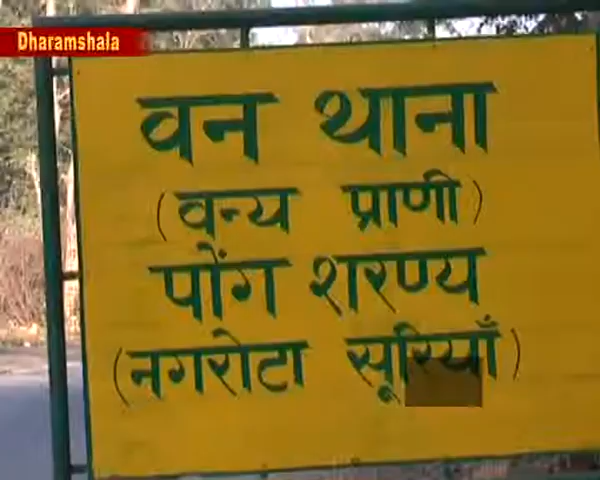 Dharamshala
वन थाना
(वन्य प्राणी)
पोंग शरण्य
(नगरोटा सूरियाँ)